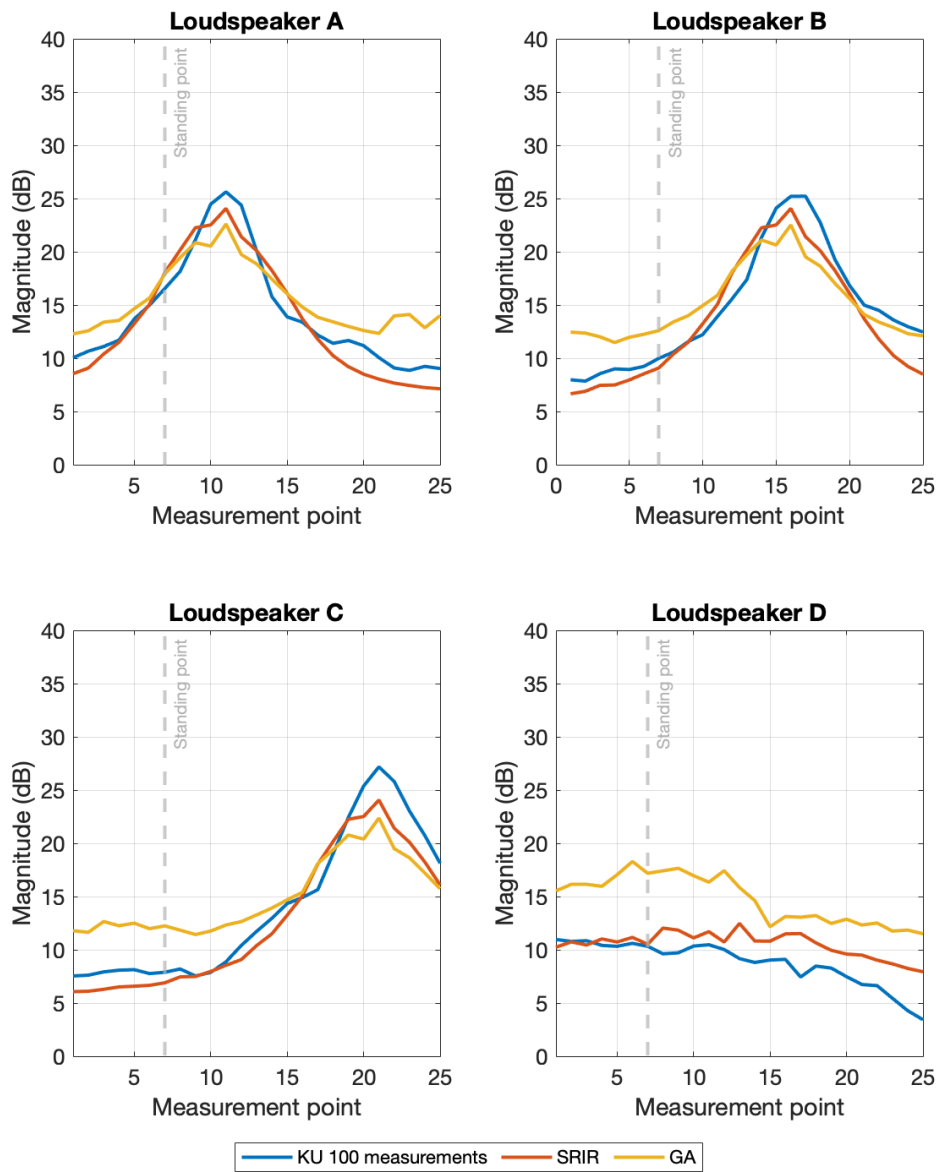 Loudspeaker A
40
35
30
25
20
15
10
5
0
Magnitude (dB)
Standing point
5 10 15 20 25
Measurement point
Loudspeaker B
40
35
30
25
20
15
10
5
0
Magnitude (dB)
Standing point
0 5 10 15 20 25
Measurement point
Loudspeaker C
40
35
30
25
20
15
10
5
0
Magnitude (dB)
Standing point
5 10 15 20 25
Measurement point
Loudspeaker D
40
35
30
25
20
15
10
5
0
Magnitude (dB)
Standing point
5 10 15 20 25
Measurement point
KU 100 measurements SRIR GA